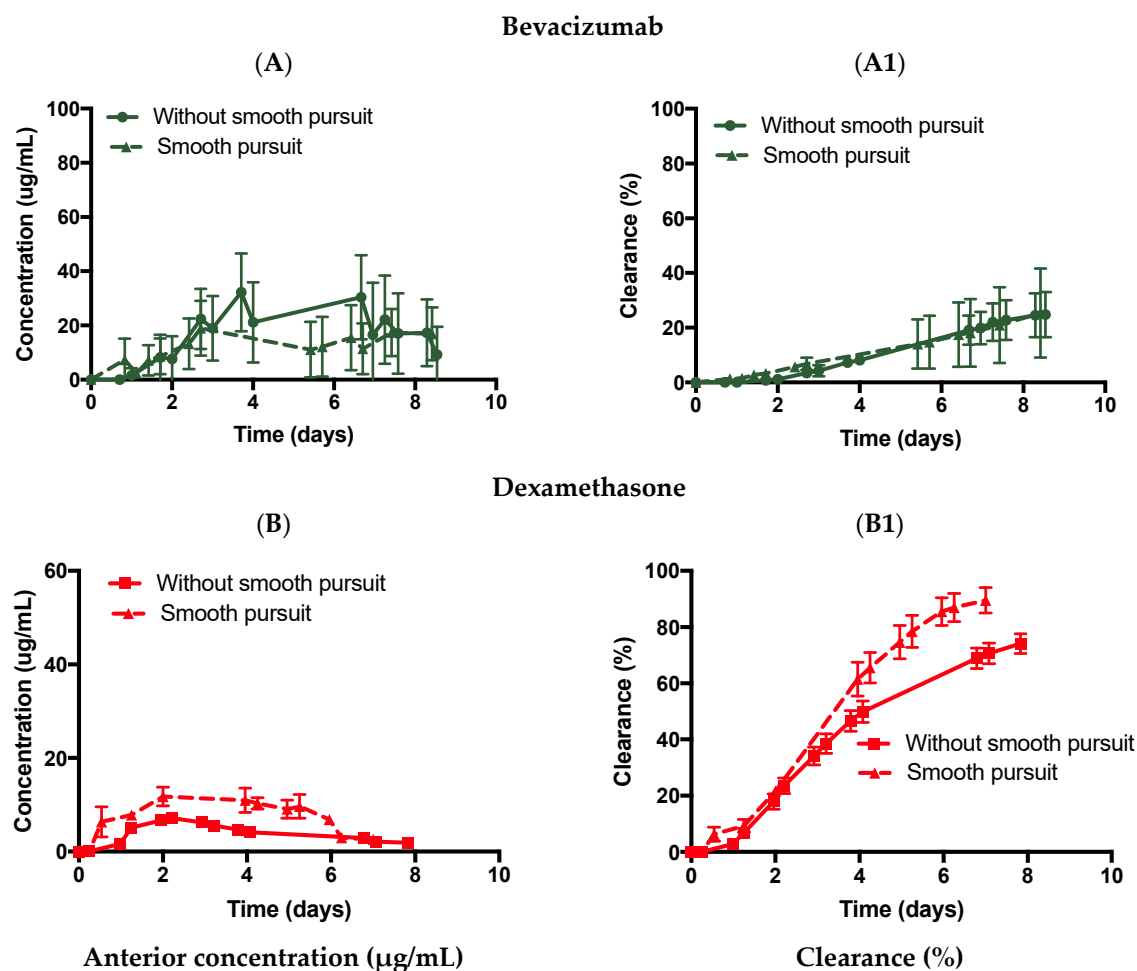 Bevacizumab
(A)
(A1)
100
80
60
40
20
0
Concentration (ug/mL)
Without smooth pursuit
Smooth pursuit
0 2 4 6 8 10
Time (days)
100
80
60
40
20
0
Clearance (%)
Without smooth pursuit
Smooth pursuit
0 2 4 6 8 10
Time (days)
Dexamethasone
(B)
(B1)
60
40
20
0
Concentration (ug/mL)
Without smooth pursuit
Smooth pursuit
0 2 4 6 8 10
Time (days)
100
80
60
40
20
0
Clearance (%)
Without smooth pursuit
Smooth pursuit
0 2 4 6 8 10
Time (days)
Anterior concentration (μg/mL)
Clearance (%)